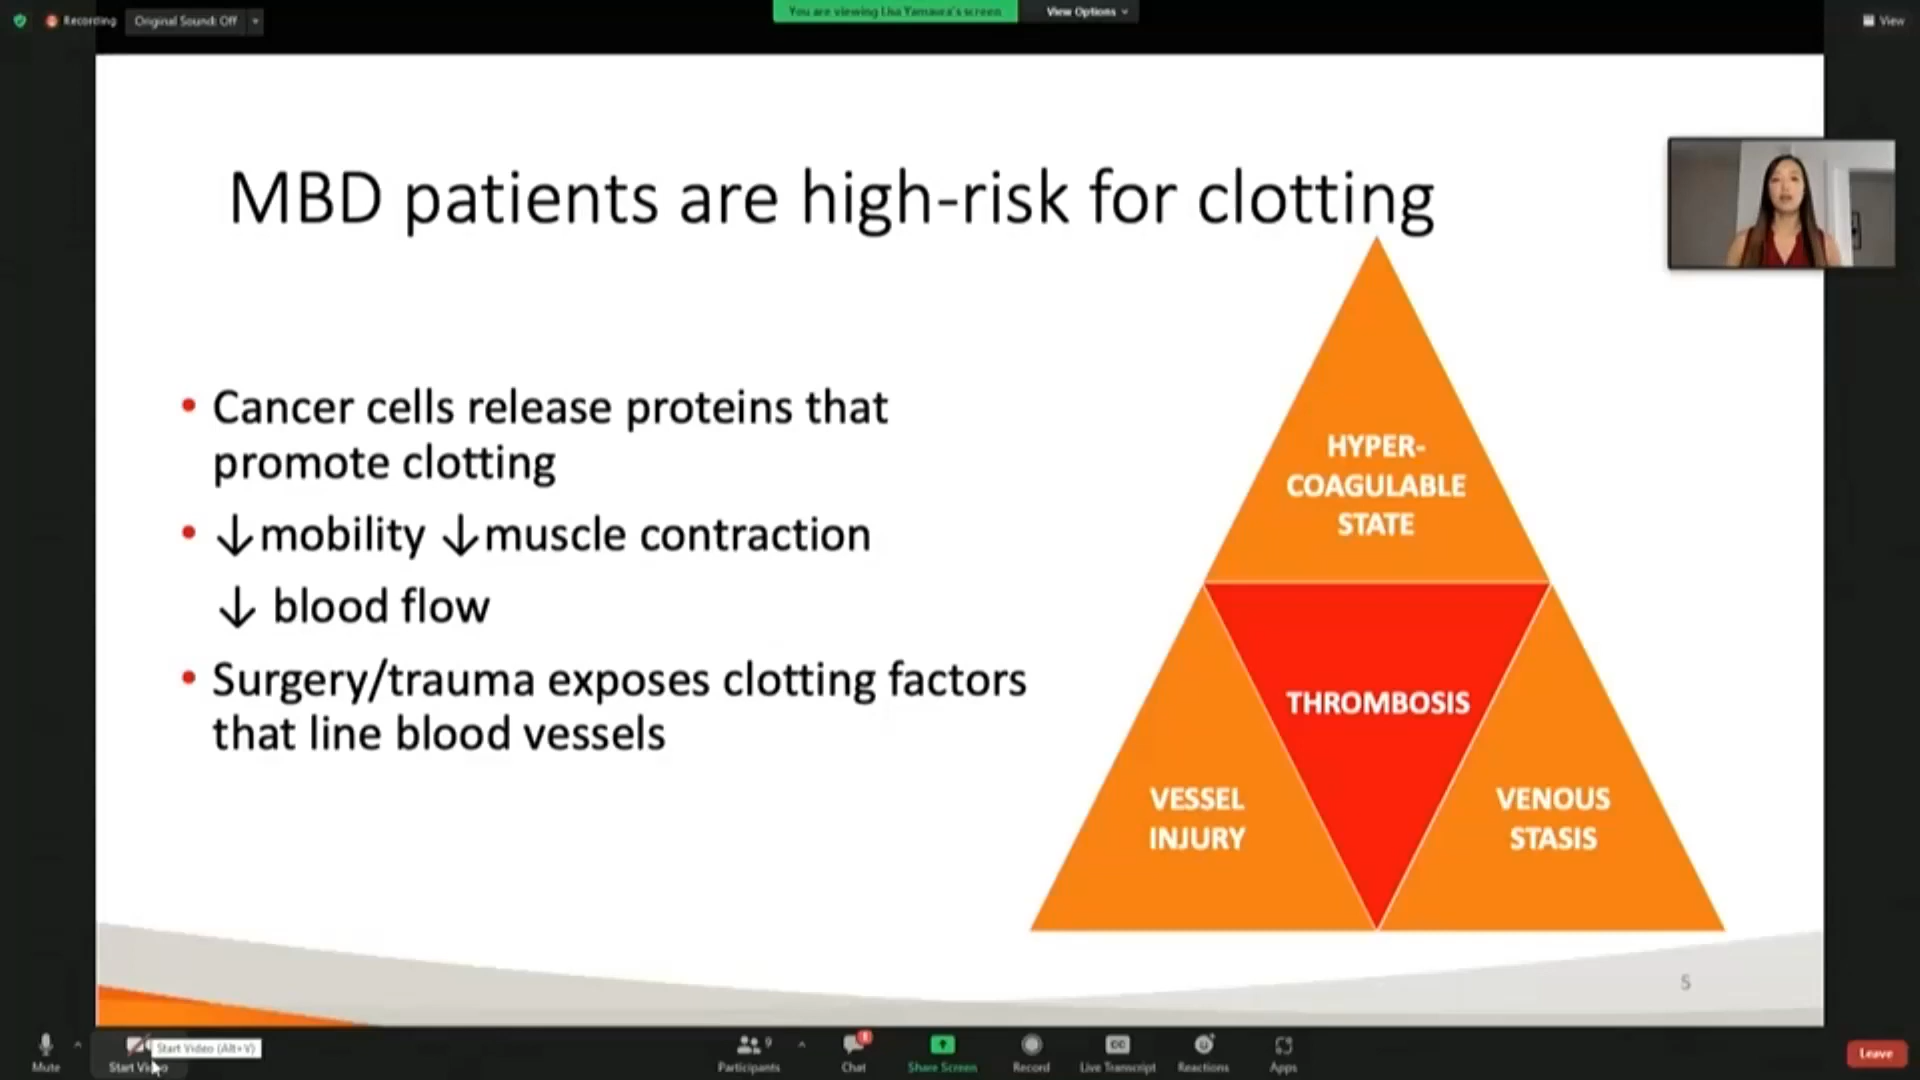 Recording
Original Sound: Off
You are viewing Lisa Yamaura's screen
View Options
View
MBD patients are high-risk for clotting
• Cancer cells release proteins that
promote clotting
• ↓mobility ↓muscle contraction
↓ blood flow
• Surgery/trauma exposes clotting factors
that line blood vessels
HYPER-
COAGULABLE
STATE
THROMBOSIS
VESSEL
INJURY
VENOUS
STASIS
5
Mute
Start Video
Start Video (Alt+V)
Participants
9
Chat
Share Screen
Record
CC
Live Transcript
Reactions
Apps
Leave